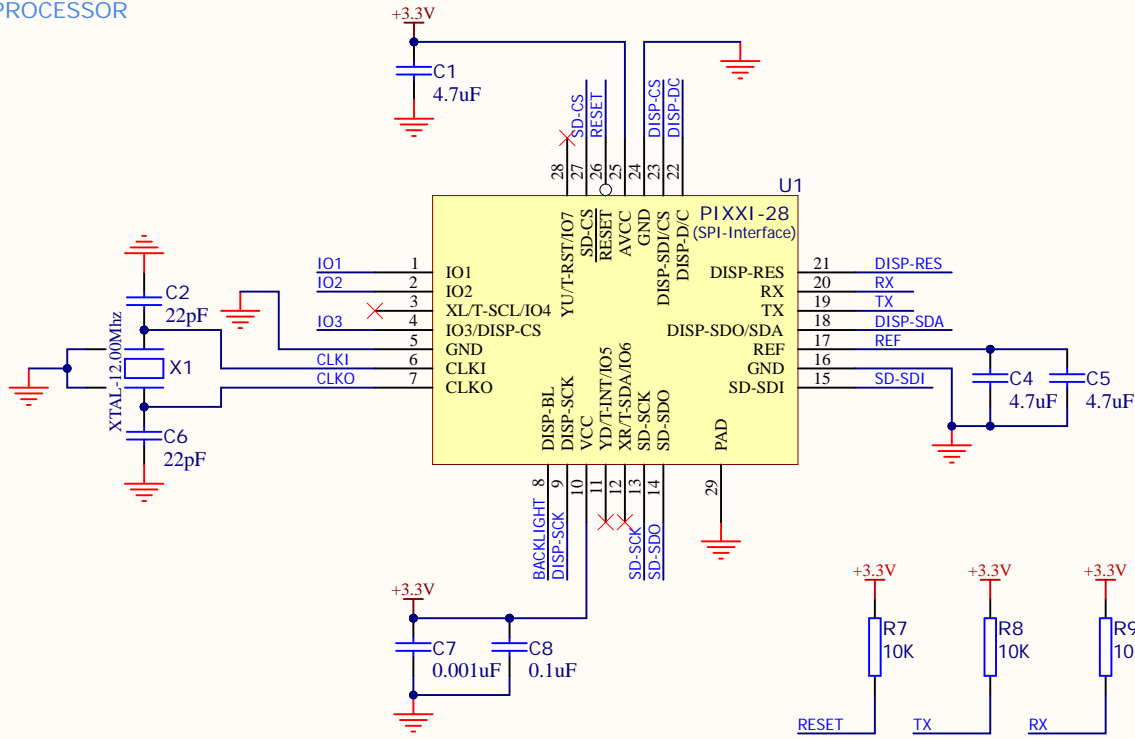 PROCESSOR
+3.3V
C1
4.7uF
SD-CS
RESET
DISP-CS
DISP-DC
28
27
26
25
24
23
22
U1
PIXXI-28
(SPI-Interface)
YU/T-RST/IO7
SD-CS
RESET
AVCC
GND
DISP-SDI/CS
DISP-D/C
IO1
1
IO1
IO2
2
IO2
3
XL/T-SCL/IO4
IO3
4
IO3/DISP-CS
5
GND
CLKI
6
CLKI
CLKO
7
CLKO
DISP-RES
21
DISP-RES
RX
20
RX
TX
19
TX
DISP-SDO/SDA
18
DISP-SDA
REF
17
REF
GND
16
SD-SDI
15
SD-SDI
C2
22pF
XTAL-12.00Mhz
X1
C6
22pF
C4
4.7uF
C5
4.7uF
DISP-BL
DISP-SCK
VCC
YD/T-INT/IO5
XR/T-SDA/IO6
SD-SCK
SD-SDO
PAD
8
9
10
11
12
13
14
29
BACKLIGHT
DISP-SCK
SD-SCK
SD-SDO
+3.3V
C7
0.001uF
C8
0.1uF
+3.3V
+3.3V
+3.3V
R7
10K
R8
10K
R9
10
RESET
TX
RX